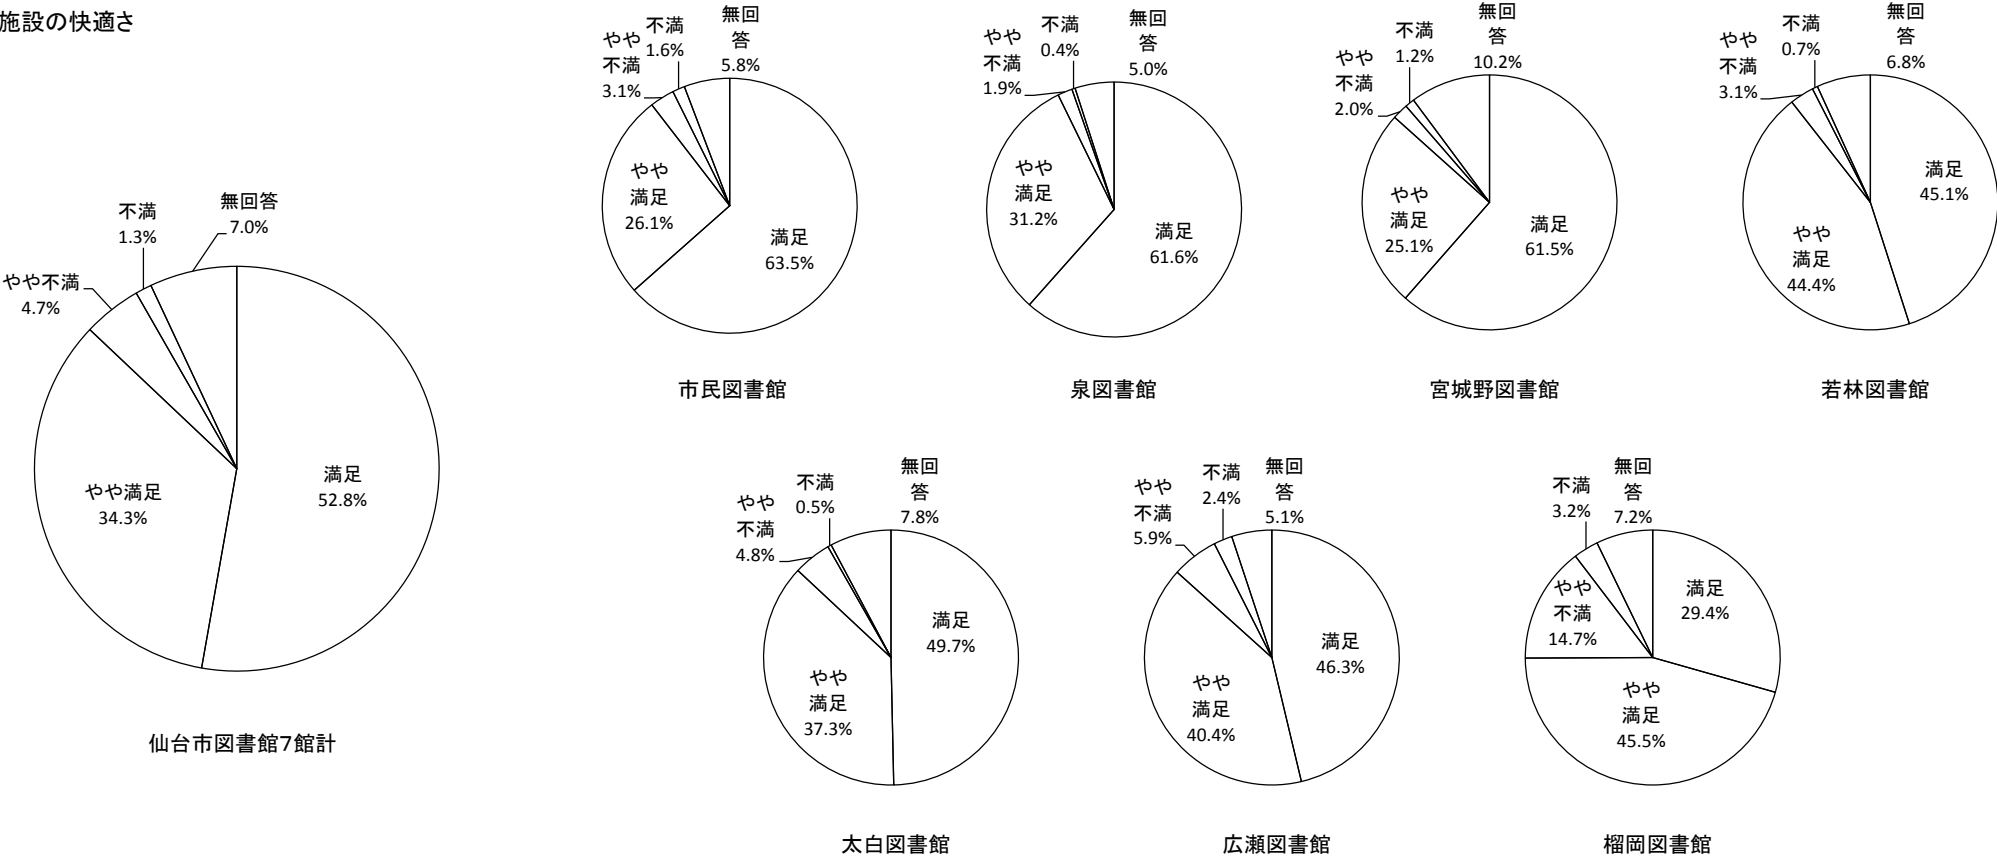 施設の快適さ
無回答
7.0%
不満
1.3%
やや不満
4.7%
満足
52.8%
やや満足
34.3%
仙台市図書館7館計
無回
答
5.8%
不満
1.6%
やや
不満
3.1%
やや
満足
26.1%
満足
63.5%
市民図書館
無回
答
5.0%
不満
0.4%
やや
不満
1.9%
やや
満足
31.2%
満足
61.6%
泉図書館
無回
答
10.2%
不満
1.2%
やや
不満
2.0%
やや
満足
25.1%
満足
61.5%
宮城野図書館
無回
答
6.8%
不満
0.7%
やや
不満
3.1%
満足
45.1%
やや
満足
44.4%
若林図書館
無回
答
7.8%
不満
0.5%
やや
不満
4.8%
満足
49.7%
やや
満足
37.3%
太白図書館
無回
答
5.1%
不満
2.4%
やや
不満
5.9%
満足
46.3%
やや
満足
40.4%
広瀬図書館
無回
答
7.2%
不満
3.2%
やや
不満
14.7%
満足
29.4%
やや
満足
45.5%
榴岡図書館